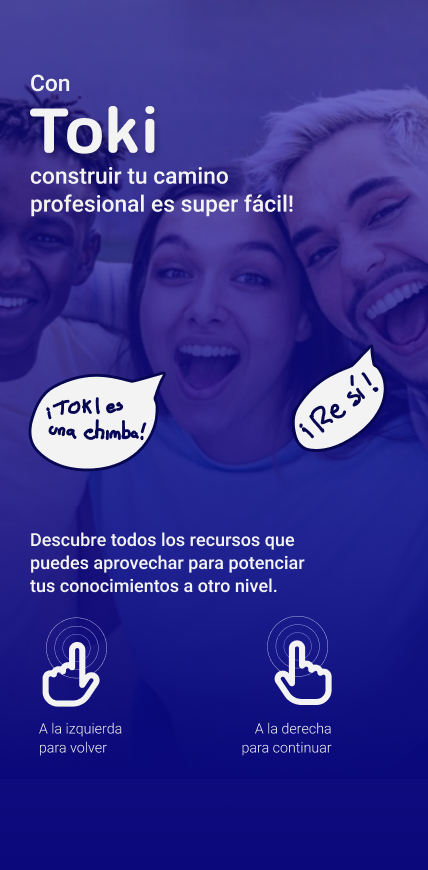 Con
Toki
construir tu camino
profesional es super fácil!
¡TOKI es
una chimba!
¡Re sí!
Descubre todos los recursos que
puedes aprovechar para potenciar
tus conocimientos a otro nivel.
A la izquierda
para volver
A la derecha
para continuar